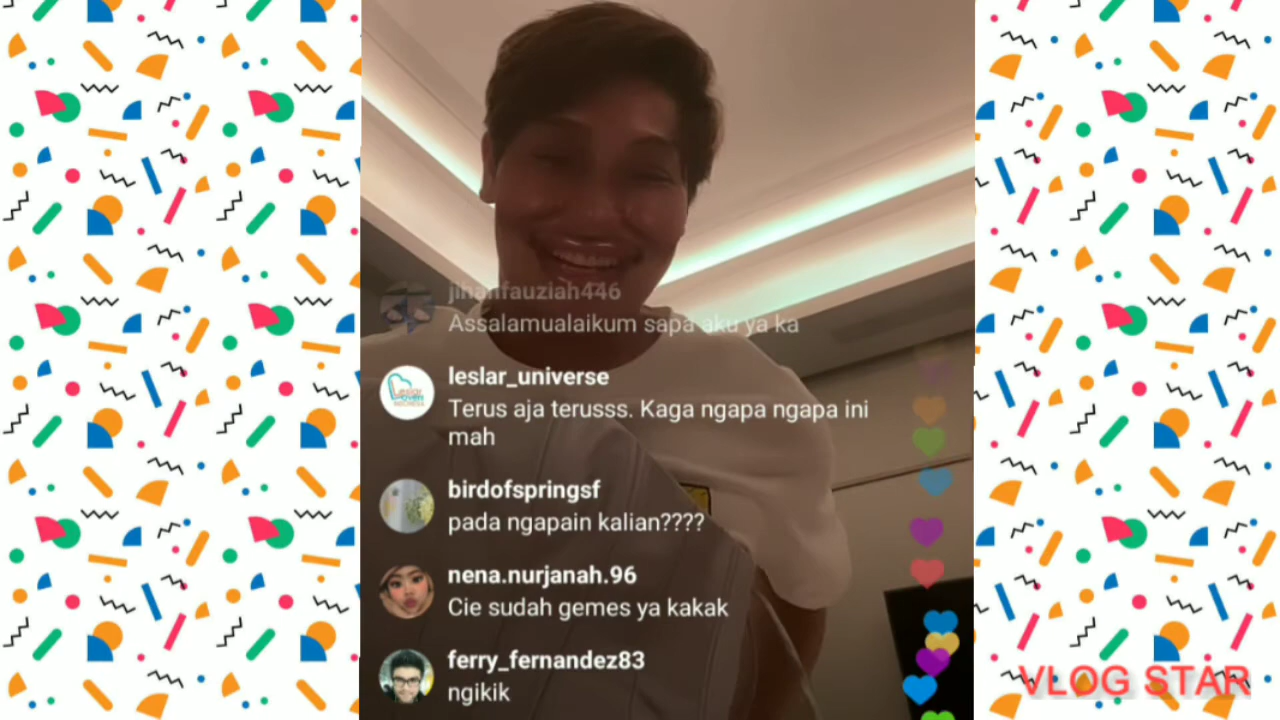 jihanfauziah446
Assalamualaikum sapa aku ya ka
leslar_universe
Terus aja terusss. Kaga ngapa ngapa ini
mah
birdofspringsf
pada ngapain kalian????
nena.nurjanah.96
Cie sudah gemes ya kakak
ferry_fernandez83
ngikik
VLOG STAR